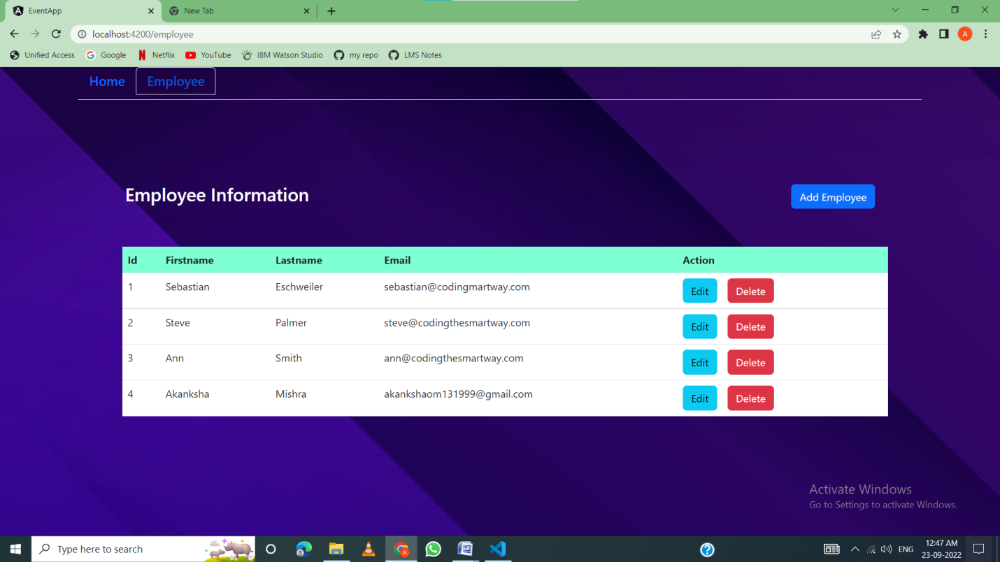 EventApp New Tab
localhost:4200/employee A
Unified Access Google Netflix YouTube IBM Watson Studio my repo LMS Notes
Home Employee
Employee Information Add Employee
Id Firstname Lastname Email Action
1 Sebastian Eschweiler sebastian@codingmartway.com Edit Delete
2 Steve Palmer steve@codingthesmartway.com Edit Delete
3 Ann Smith ann@codingthesmartway.com Edit Delete
4 Akanksha Mishra akankshaom131999@gmail.com Edit Delete
Activate Windows
Go to Settings to activate Windows.
Type here to search ENG 12:47 AM
23-09-2022